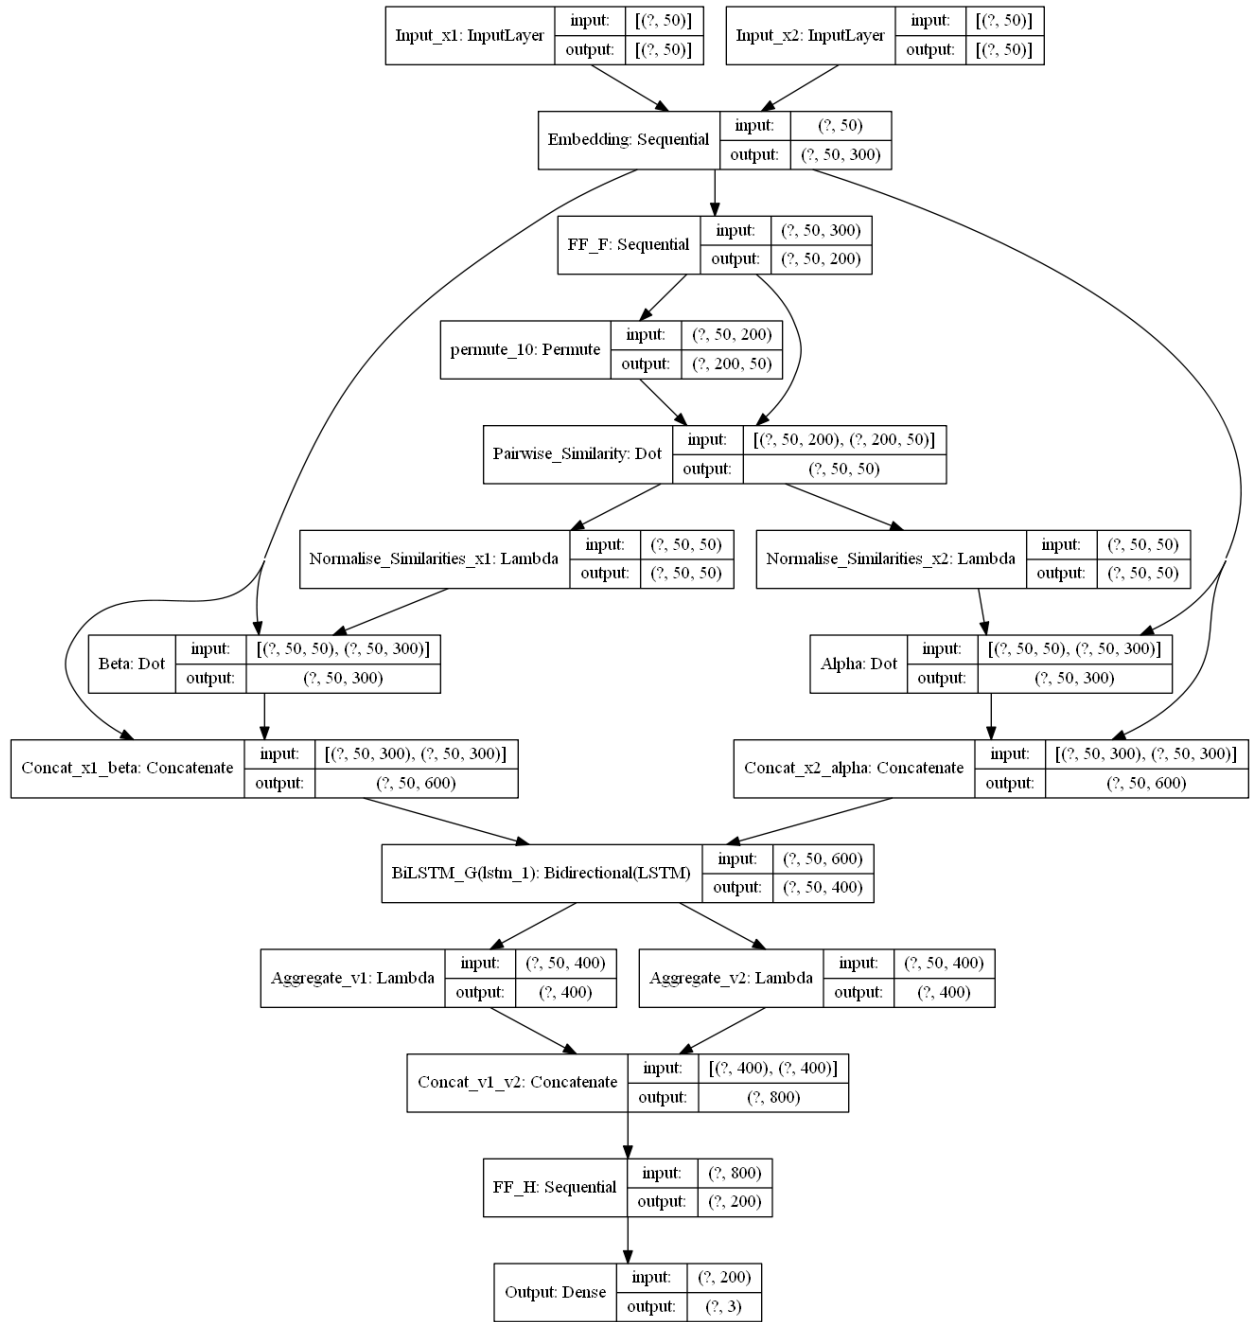 Input_x1: InputLayer
input: [(?, 50)]
output: [(?, 50)]
Input_x2: InputLayer
input: [(?, 50)]
output: [(?, 50)]
Embedding: Sequential
input: (?, 50)
output: (?, 50, 300)
FF_F: Sequential
input: (?, 50, 300)
output: (?, 50, 200)
permute_10: Permute
input: (?, 50, 200)
output: (?, 200, 50)
Pairwise_Similarity: Dot
input: [(?, 50, 200), (?, 200, 50)]
output: (?, 50, 50)
Normalise_Similarities_x1: Lambda
input: (?, 50, 50)
output: (?, 50, 50)
Normalise_Similarities_x2: Lambda
input: (?, 50, 50)
output: (?, 50, 50)
Beta: Dot
input: [(?, 50, 50), (?, 50, 300)]
output: (?, 50, 300)
Alpha: Dot
input: [(?, 50, 50), (?, 50, 300)]
output: (?, 50, 300)
Concat_x1_beta: Concatenate
input: [(?, 50, 300), (?, 50, 300)]
output: (?, 50, 600)
Concat_x2_alpha: Concatenate
input: [(?, 50, 300), (?, 50, 300)]
output: (?, 50, 600)
BiLSTM_G(lstm_1): Bidirectional(LSTM)
input: (?, 50, 600)
output: (?, 50, 400)
Aggregate_v1: Lambda
input: (?, 50, 400)
output: (?, 400)
Aggregate_v2: Lambda
input: (?, 50, 400)
output: (?, 400)
Concat_v1_v2: Concatenate
input: [(?, 400), (?, 400)]
output: (?, 800)
FF_H: Sequential
input: (?, 800)
output: (?, 200)
Output: Dense
input: (?, 200)
output: (?, 3)